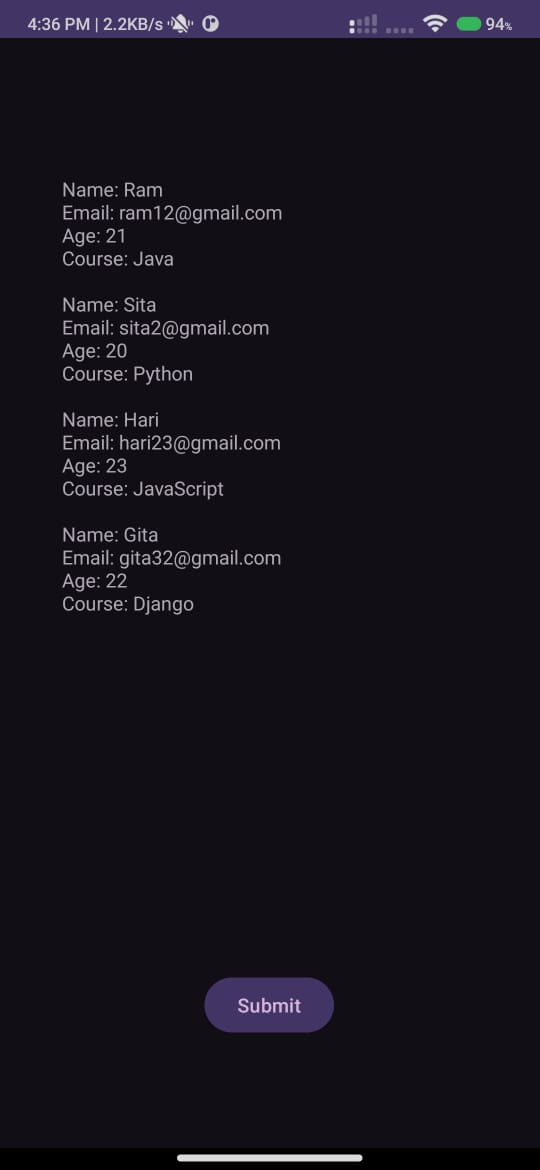 4:36 PM | 2.2KB/s
94%
Name: Ram
Email: ram12@gmail.com
Age: 21
Course: Java
Name: Sita
Email: sita2@gmail.com
Age: 20
Course: Python
Name: Hari
Email: hari23@gmail.com
Age: 23
Course: JavaScript
Name: Gita
Email: gita32@gmail.com
Age: 22
Course: Django
Submit